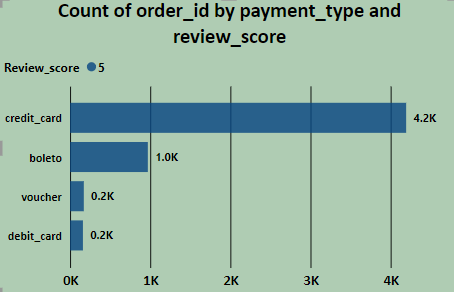 Count of order_id by payment_type and
review_score
Review_score 5
credit_card 4.2K
boleto 1.0K
voucher 0.2K
debit_card 0.2K
0K 1K 2K 3K 4K